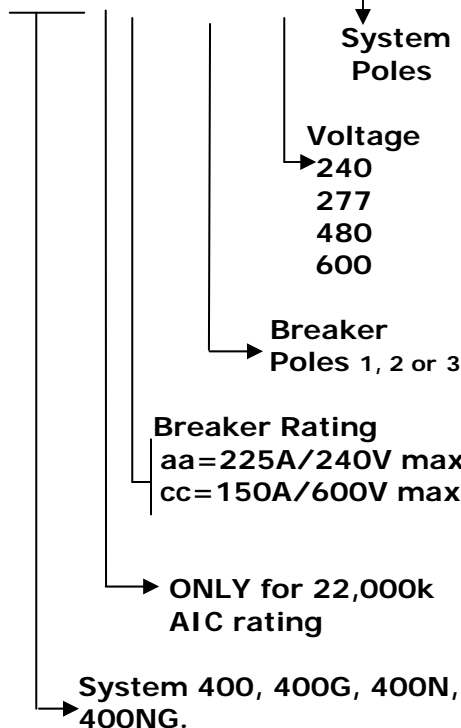 System
Poles
Voltage
240
277
480
600
Breaker
Poles 1, 2 or 3
Breaker Rating
aa=225A/240V max
cc=150A/600V max
ONLY for 22,000k
AIC rating
System 400, 400G, 400N,
400NG.